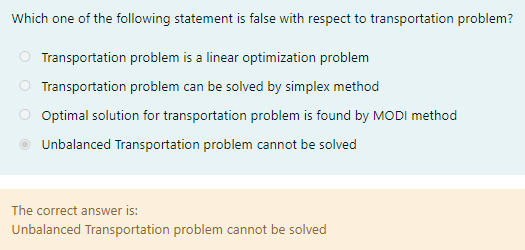 Which one of the following statement is false with respect to transportation problem?
Transportation problem is a linear optimization problem
Transportation problem can be solved by simplex method
Optimal solution for transportation problem is found by MODI method
Unbalanced Transportation problem cannot be solved
The correct answer is:
Unbalanced Transportation problem cannot be solved